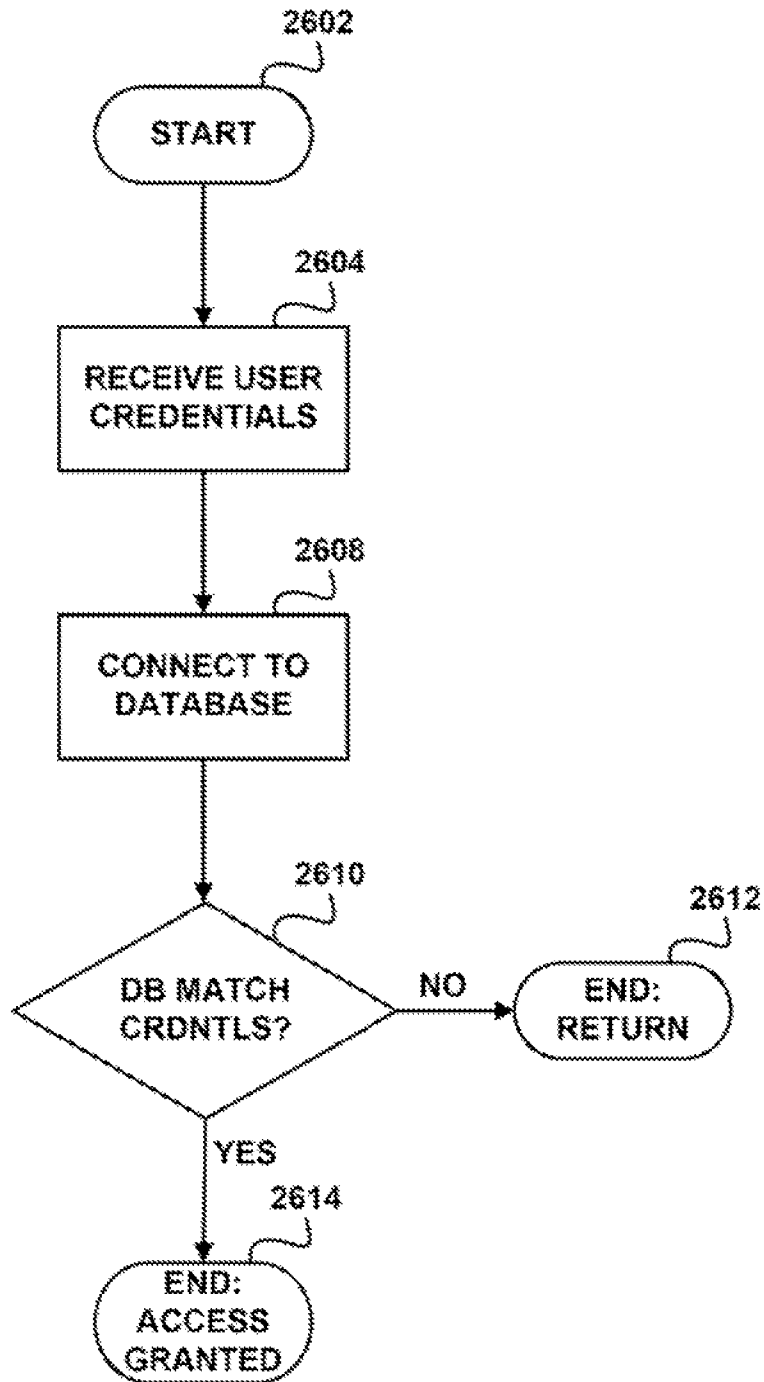 2602
START
2604
RECEIVE USER
CREDENTIALS
2608
CONNECT TO
DATABASE
2610
DB MATCH
CRDNTLS?
NO
2612
END:
RETURN
YES
2614
END:
ACCESS
GRANTED